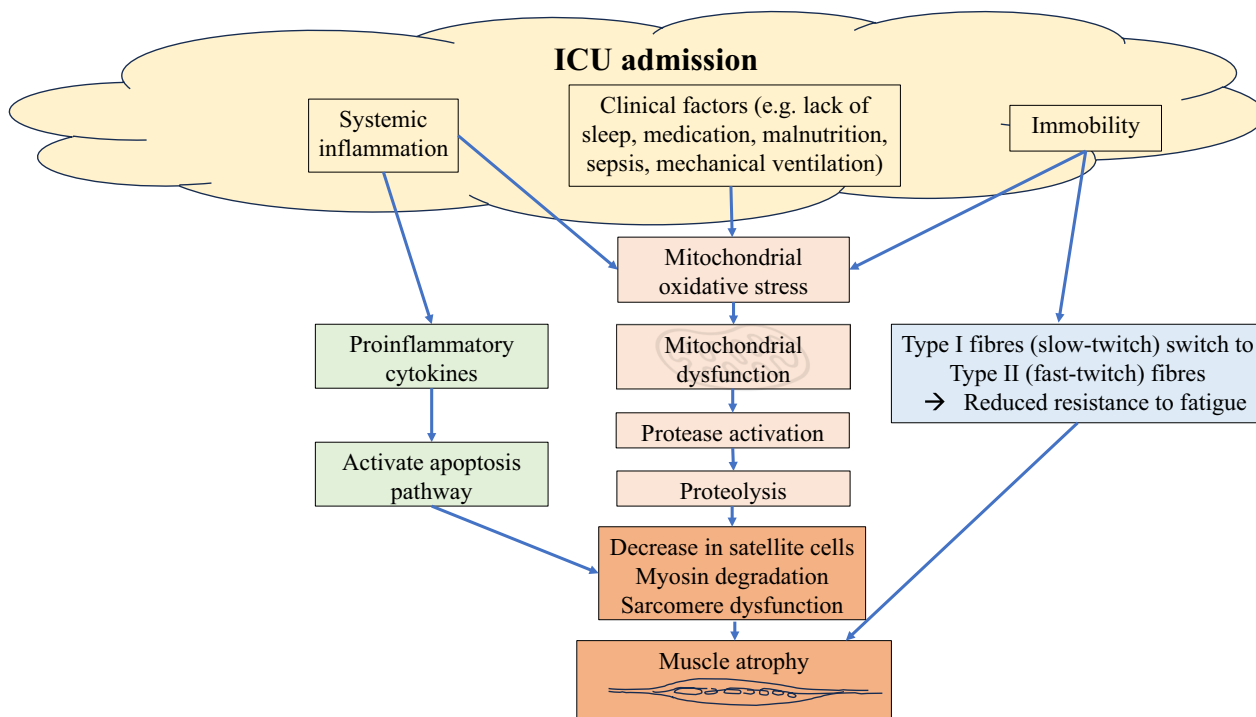 ICU admission
Systemic
inflammation
Clinical factors (e.g. lack of
sleep, medication, malnutrition,
sepsis, mechanical ventilation)
Immobility
Mitochondrial
oxidative stress
Proinflammatory
cytokines
Mitochondrial
dysfunction
Type I fibres (slow-twitch) switch to
Type II (fast-twitch) fibres
→ Reduced resistance to fatigue
Protease activation
Activate apoptosis
pathway
Proteolysis
Decrease in satellite cells
Myosin degradation
Sarcomere dysfunction
Muscle atrophy